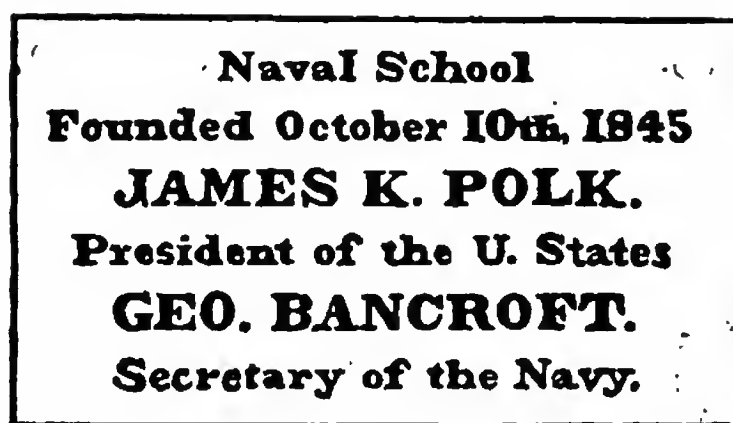 Naval School
Founded October 10th, 1845
JAMES K. POLK.
President of the U. States
GEO. BANCROFT.
Secretary of the Navy.